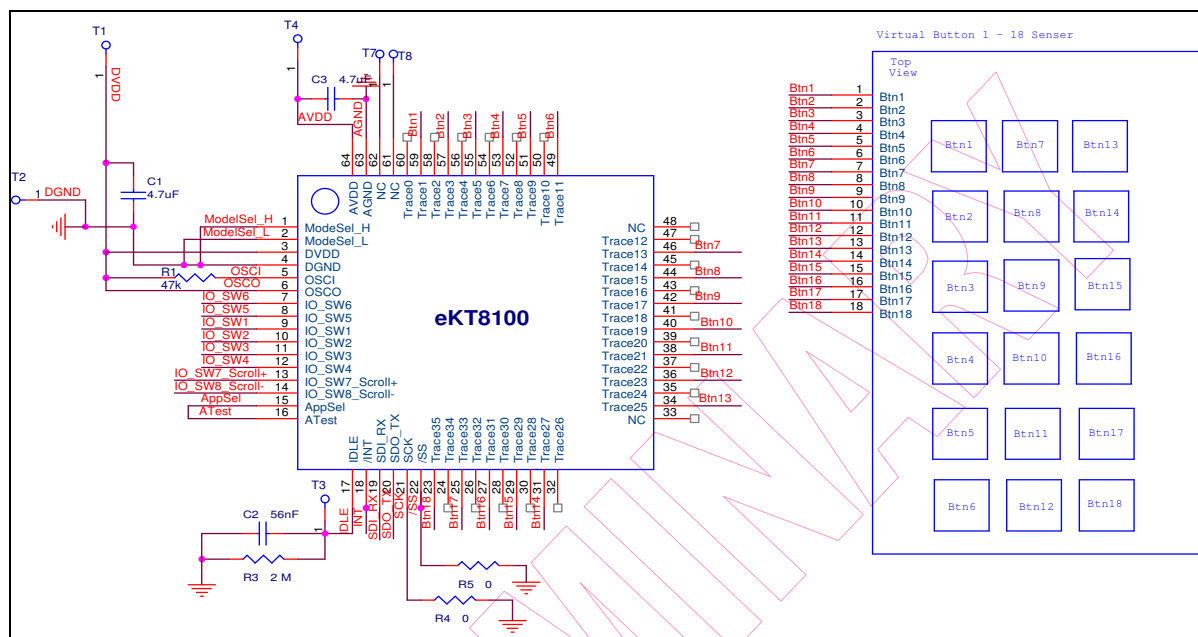 T1
T4
T7
T8
Virtual Button 1 - 18 Senser
Top
View
DVDD
1
1
1
C3
4.7uF
AVDD
AGND
Btn1
Btn2
Btn3
Btn4
Btn5
Btn6
64
63
62
61
60
59
58
57
56
55
54
53
52
51
50
49
AVDD
AGND
NC
NC
Trace0
Trace1
Trace2
Trace3
Trace4
Trace5
Trace6
Trace7
Trace8
Trace9
Trace10
Trace11
T2
1
DGND
C1
4.7uF
ModelSel_H
1
ModeSel_H
ModelSel_L
2
ModeSel_L
3
DVDD
4
DGND
R1
47k
OSCI
5
OSCI
OSCO
6
OSCO
IO_SW6
7
IO_SW6
IO_SW5
8
IO_SW5
IO_SW1
9
IO_SW1
IO_SW2
10
IO_SW2
IO_SW3
11
IO_SW3
IO_SW4
12
IO_SW4
IO_SW7_Scroll+
13
IO_SW7_Scroll+
IO_SW8_Scroll-
14
IO_SW8_Scroll-
AppSel
15
AppSel
ATest
16
ATest
eKT8100
NC
48
Trace12
47
Trace13
46
Btn7
Trace14
45
Trace15
44
Btn8
Trace16
43
Trace17
42
Btn9
Trace18
41
Trace19
40
Btn10
Trace20
39
Trace21
38
Btn11
Trace22
37
Trace23
36
Btn12
Trace24
35
Trace25
34
Btn13
NC
33
IDLE
/INT
SDI_RX
SDO_TX
SCK
/SS
Trace35
Trace34
Trace33
Trace32
Trace31
Trace30
Trace29
Trace28
Trace27
Trace26
17
18
19
20
21
22
23
24
25
26
27
28
29
30
31
32
IDLE
INT
SDI_RX
SDO_TX
SCK
/SS
Btn18
Btn17
Btn16
Btn15
Btn14
T3
1
C2
56nF
R3
2 M
R5
0
R4
0
Btn1
1
Btn1
Btn2
2
Btn2
Btn3
3
Btn3
Btn4
4
Btn4
Btn5
5
Btn5
Btn6
6
Btn6
Btn7
7
Btn7
Btn8
8
Btn8
Btn9
9
Btn9
Btn10
10
Btn10
Btn11
11
Btn11
Btn12
12
Btn12
Btn13
13
Btn13
Btn14
14
Btn14
Btn15
15
Btn15
Btn16
16
Btn16
Btn17
17
Btn17
Btn18
18
Btn18
Btn1
Btn7
Btn13
Btn2
Btn8
Btn14
Btn3
Btn9
Btn15
Btn4
Btn10
Btn16
Btn5
Btn11
Btn17
Btn6
Btn12
Btn18